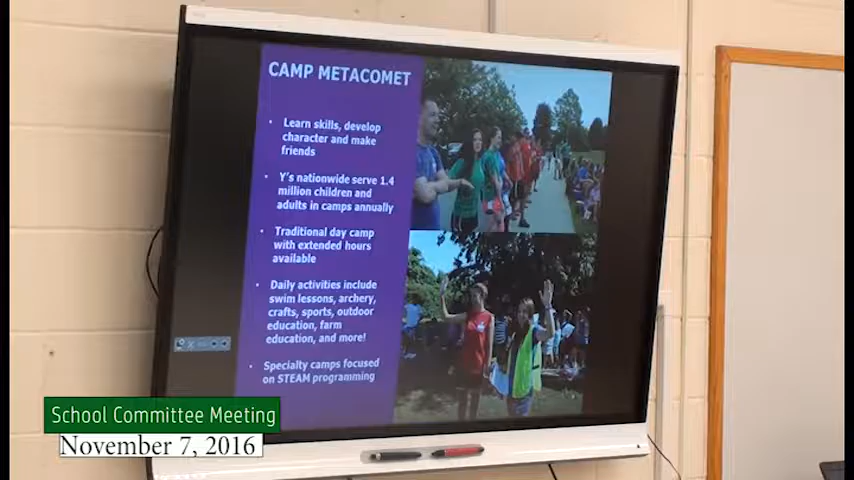 CAMP METACOMET
• Learn skills, develop
character and make
friends
• Y's nationwide serve 1.4
million children and
adults in camps annually
• Traditional day camp
with extended hours
available
• Daily activities include
swim lessons, archery,
crafts, sports, outdoor
education, farm
education, and more!
• Specialty camps focused
on STEAM programming
School Committee Meeting
November 7, 2016